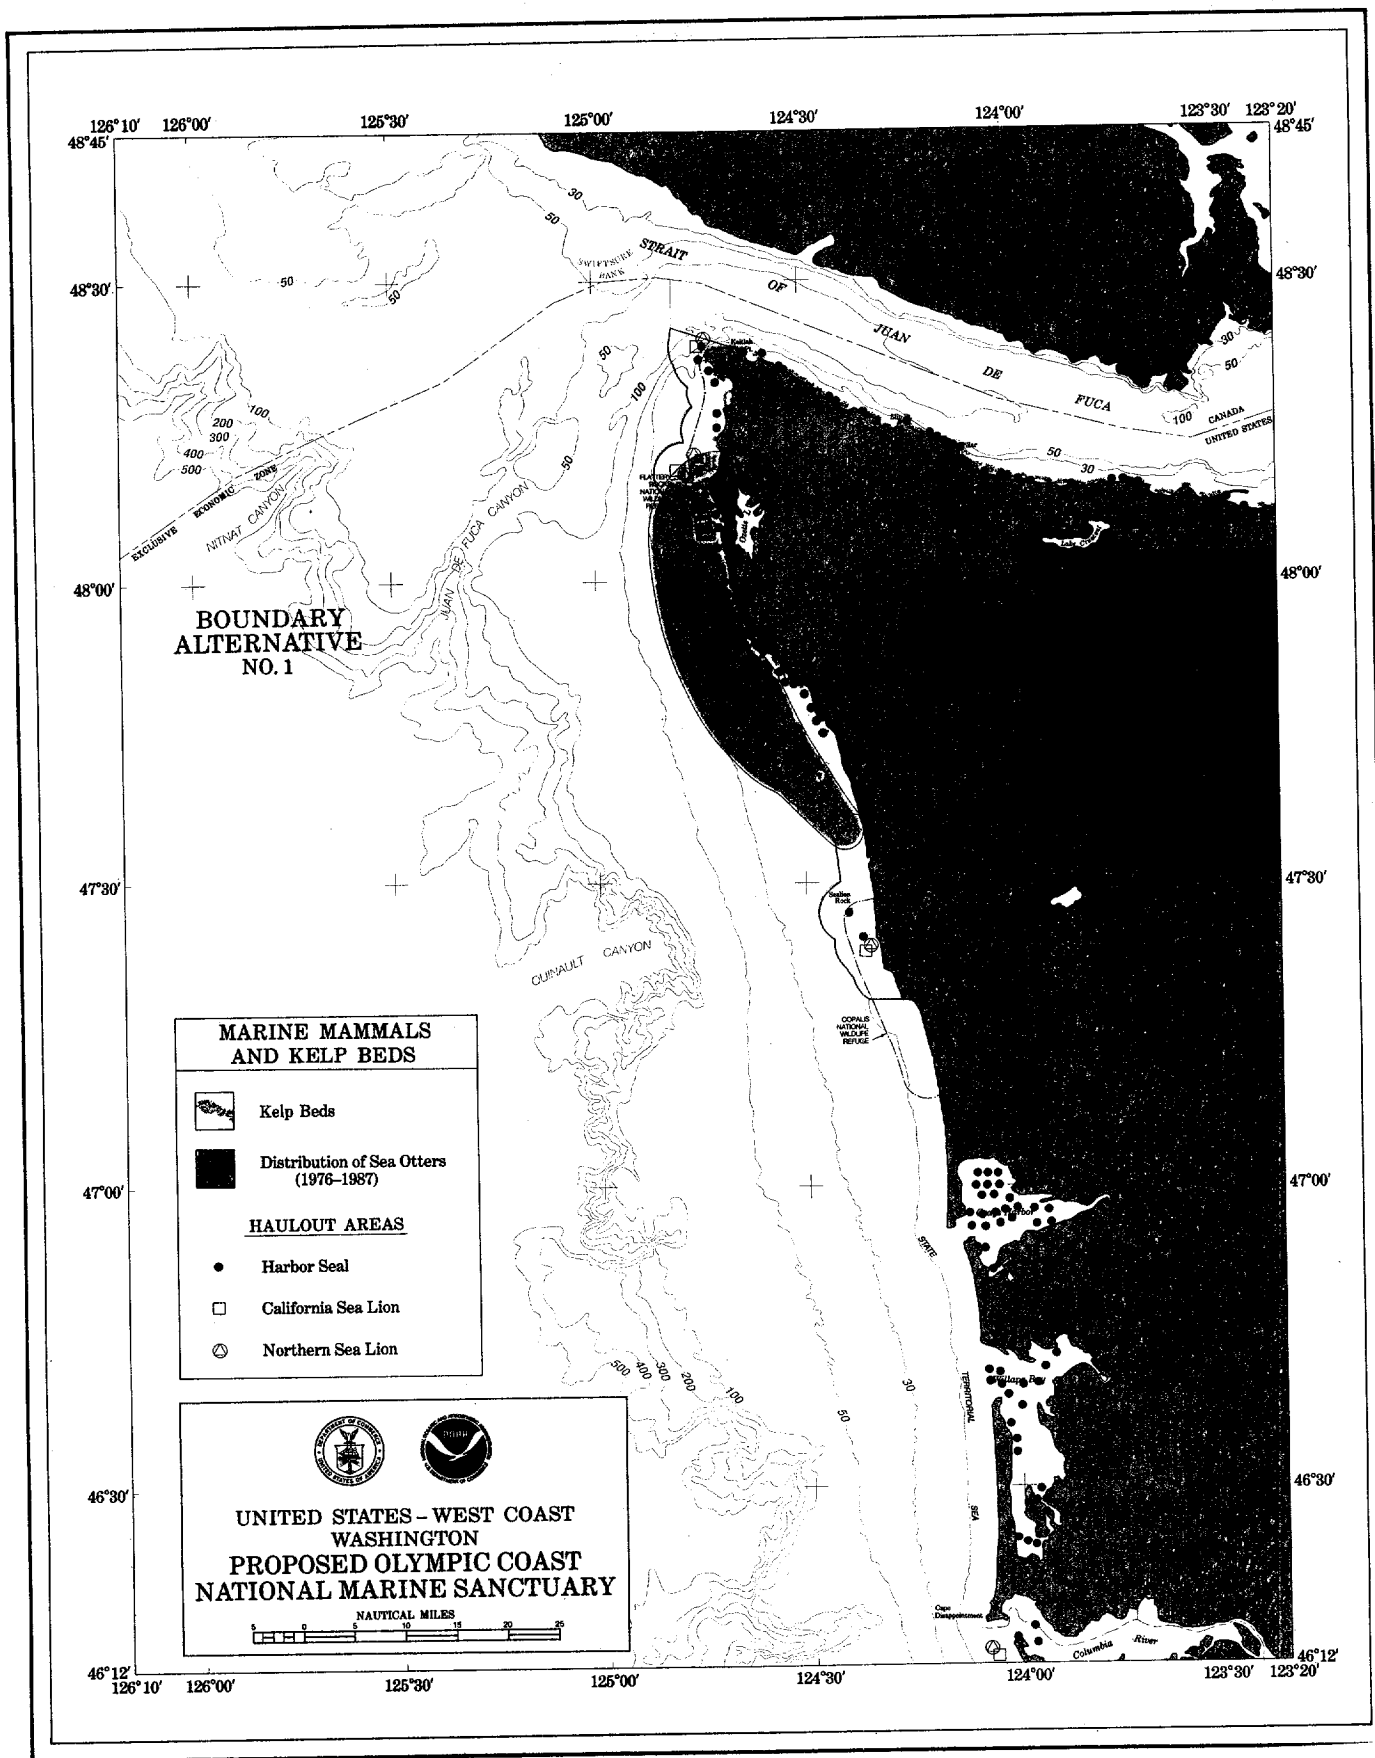 126°10′ 126°00′ 125°30′ 125°00′ 124°30′ 124°00′ 123°30′ 123°20′
48°45′ 48°45′
30
50
STRAIT
SWIFTSURE
BANK
OF
48°30′ 48°30′
50
50
JUAN
DE
FUCA
30
50
100
CANADA
UNITED STATES
50
100
50
30
100
200
300
400
500
50
EXCLUSIVE ECONOMIC ZONE
NITNAT CANYON
JUAN DE FUCA CANYON
48°00′ 48°00′
BOUNDARY
ALTERNATIVE
NO. 1
47°30′ 47°30′
Sealion
Rock
QUINAULT CANYON
COPALIS
NATIONAL
WILDLIFE
REFUGE
MARINE MAMMALS
AND KELP BEDS
Kelp Beds
Distribution of Sea Otters
(1976–1987)
HAULOUT AREAS
Harbor Seal
California Sea Lion
Northern Sea Lion
47°00′ 47°00′
STATE
TERRITORIAL
SEA
500 400 300 200 100
50
30
46°30′ 46°30′
UNITED STATES – WEST COAST
WASHINGTON
PROPOSED OLYMPIC COAST
NATIONAL MARINE SANCTUARY
NAUTICAL MILES
5 0 5 10 15 20 25
Cape
Disappointment
Columbia River
46°12′ 46°12′
126°10′ 126°00′ 125°30′ 125°00′ 124°30′ 124°00′ 123°30′ 123°20′